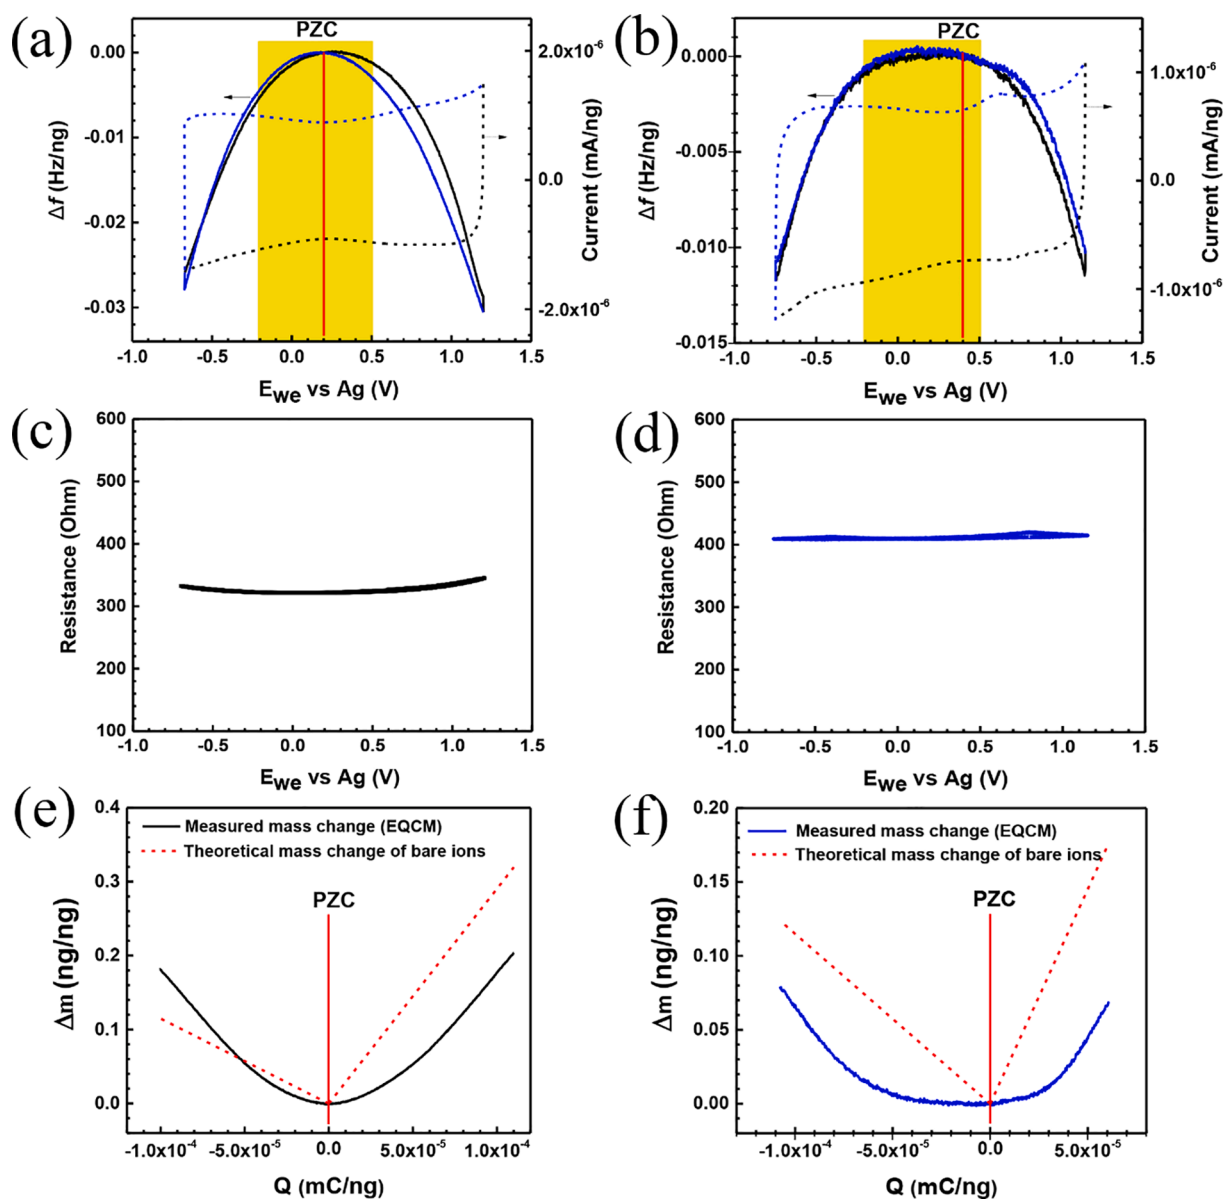 (a)
PZC
0.00
-0.01
-0.02
-0.03
Δf (Hz/ng)
2.0x10⁻⁶
0.0
-2.0x10⁻⁶
Current (mA/ng)
-1.0 -0.5 0.0 0.5 1.0 1.5
Ewe vs Ag (V)
(b)
PZC
0.000
-0.005
-0.010
-0.015
Δf (Hz/ng)
1.0x10⁻⁶
0.0
-1.0x10⁻⁶
Current (mA/ng)
-1.0 -0.5 0.0 0.5 1.0 1.5
Ewe vs Ag (V)
(c)
600
500
400
300
200
100
Resistance (Ohm)
-1.0 -0.5 0.0 0.5 1.0 1.5
Ewe vs Ag (V)
(d)
600
500
400
300
200
100
Resistance (Ohm)
-1.0 -0.5 0.0 0.5 1.0 1.5
Ewe vs Ag (V)
(e)
0.4
0.3
0.2
0.1
0.0
Δm (ng/ng)
Measured mass change (EQCM)
Theoretical mass change of bare ions
PZC
-1.0x10⁻⁴ -5.0x10⁻⁵ 0.0 5.0x10⁻⁵ 1.0x10⁻⁴
Q (mC/ng)
(f)
0.20
0.15
0.10
0.05
0.00
Δm (ng/ng)
Measured mass change (EQCM)
Theoretical mass change of bare ions
PZC
-1.0x10⁻⁴ -5.0x10⁻⁵ 0.0 5.0x10⁻⁵
Q (mC/ng)